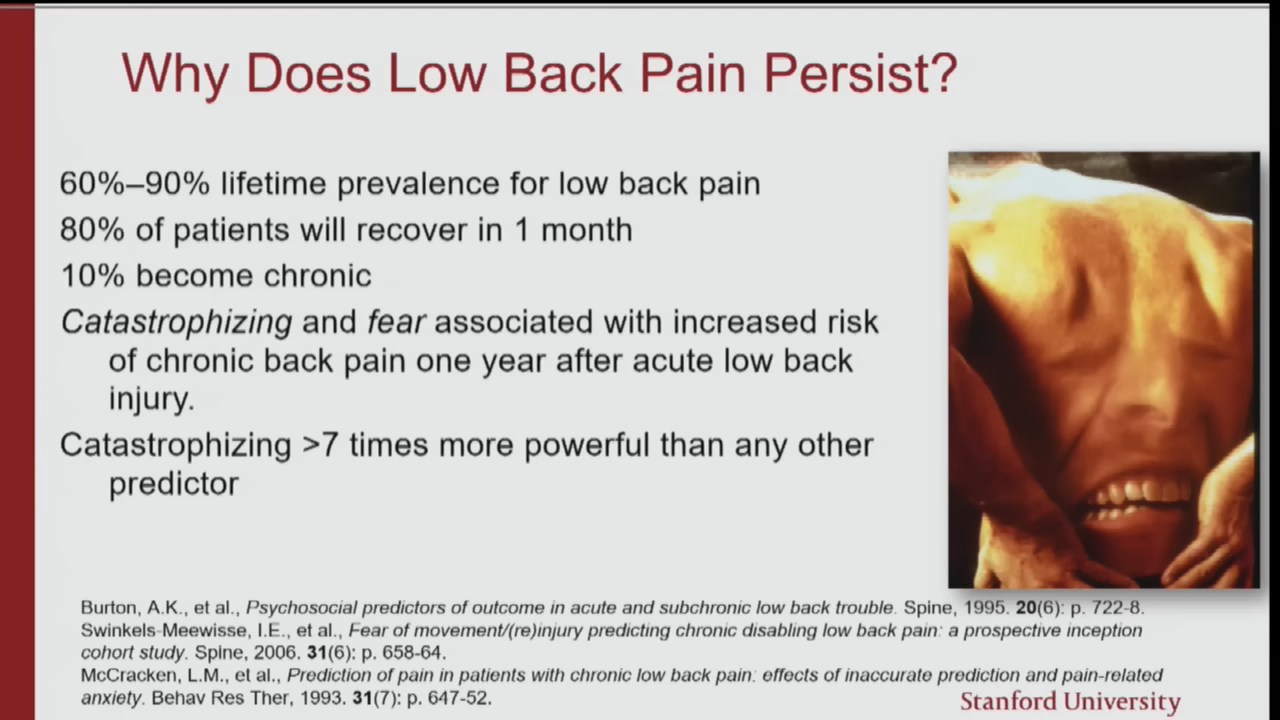 Why Does Low Back Pain Persist?
60%–90% lifetime prevalence for low back pain
80% of patients will recover in 1 month
10% become chronic
Catastrophizing and fear associated with increased risk
of chronic back pain one year after acute low back
injury.
Catastrophizing >7 times more powerful than any other
predictor
Burton, A.K., et al., Psychosocial predictors of outcome in acute and subchronic low back trouble. Spine, 1995. 20(6): p. 722-8.
Swinkels-Meewisse, I.E., et al., Fear of movement/(re)injury predicting chronic disabling low back pain: a prospective inception
cohort study. Spine, 2006. 31(6): p. 658-64.
McCracken, L.M., et al., Prediction of pain in patients with chronic low back pain: effects of inaccurate prediction and pain-related
anxiety. Behav Res Ther, 1993. 31(7): p. 647-52.
Stanford University